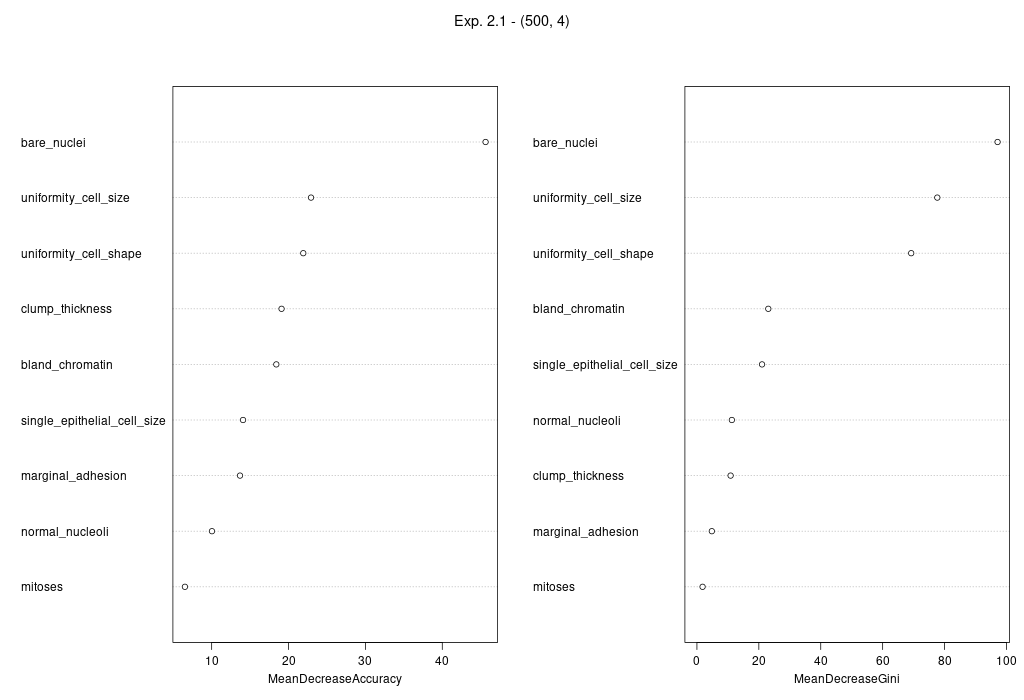 Exp. 2.1 - (500, 4)
bare_nuclei
uniformity_cell_size
uniformity_cell_shape
clump_thickness
bland_chromatin
single_epithelial_cell_size
marginal_adhesion
normal_nucleoli
mitoses
10 20 30 40
MeanDecreaseAccuracy
bare_nuclei
uniformity_cell_size
uniformity_cell_shape
bland_chromatin
single_epithelial_cell_size
normal_nucleoli
clump_thickness
marginal_adhesion
mitoses
0 20 40 60 80 100
MeanDecreaseGini